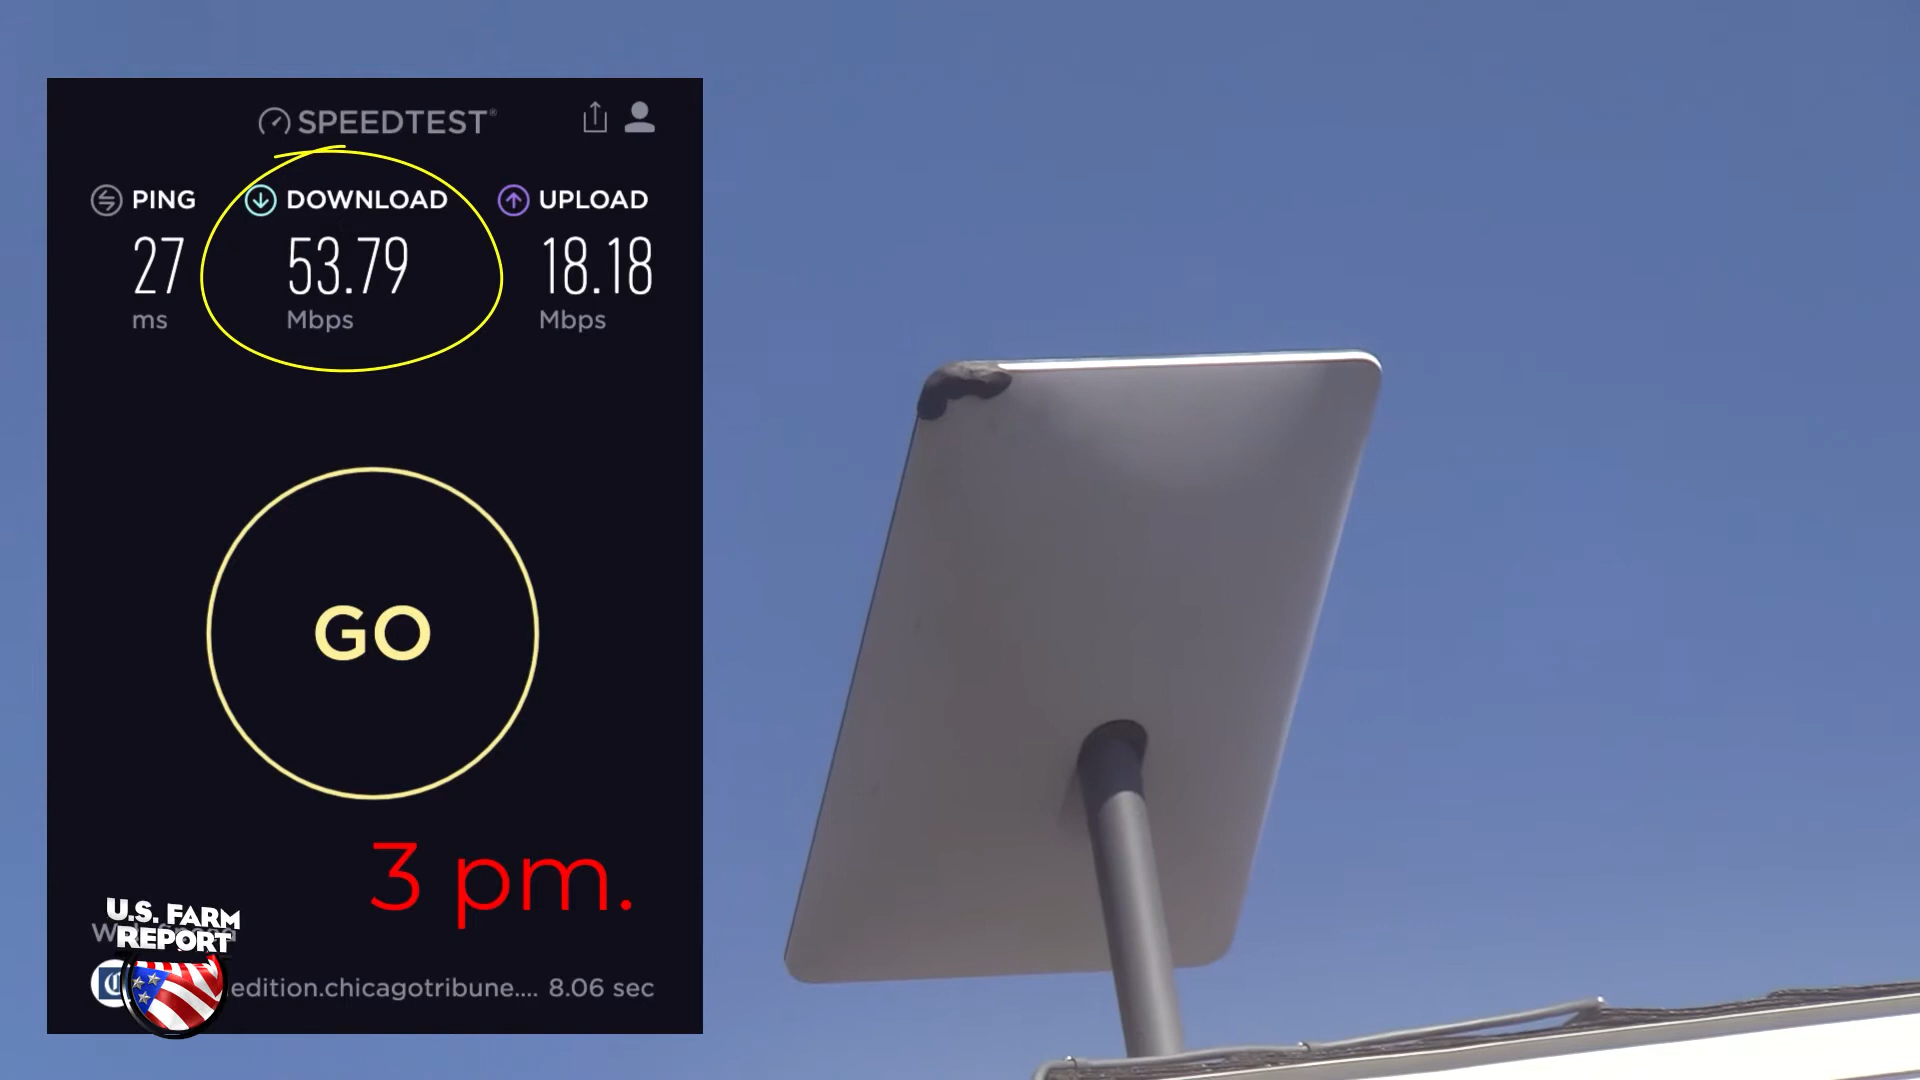 SPEEDTEST®
PING
DOWNLOAD
UPLOAD
27
53.79
18.18
ms
Mbps
Mbps
GO
3 pm.
U.S. FARM
REPORT
edition.chicagotribune.... 8.06 sec